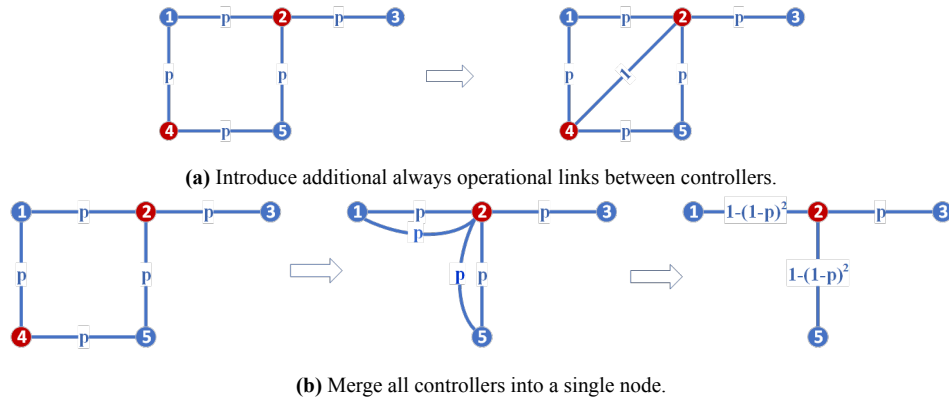 1 p 2 p 3 1 p 2 p 3
p p p 1 p
4 p 5 4 p 5
(a) Introduce additional always operational links between controllers.
1 p 2 p 3 1 p 2 p 3 1 1-(1-p)² 2 p 3
p
p p p p 1-(1-p)²
4 p 5 5 5
(b) Merge all controllers into a single node.